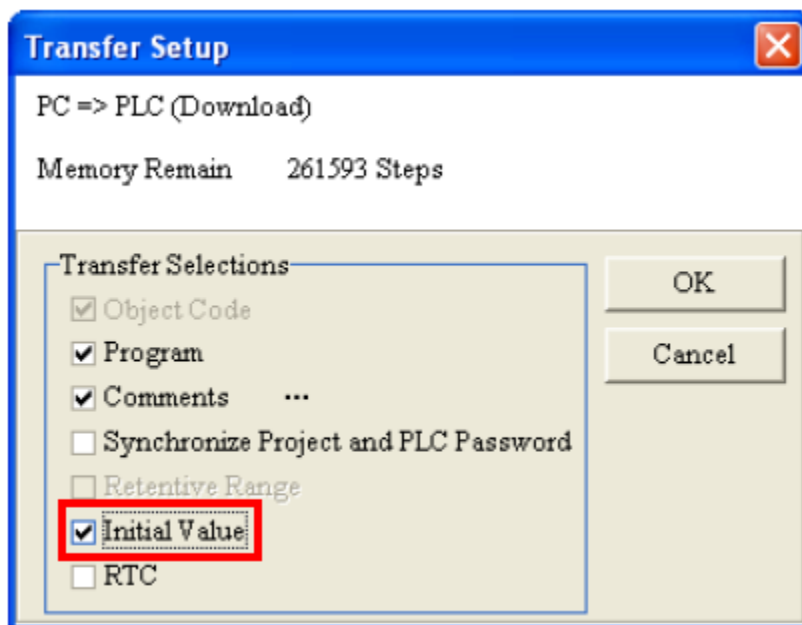 Transfer Setup
PC => PLC (Download)
Memory Remain 261593 Steps
Transfer Selections
Object Code
Program
Comments ...
Synchronize Project and PLC Password
Retentive Range
Initial Value
RTC
OK
Cancel